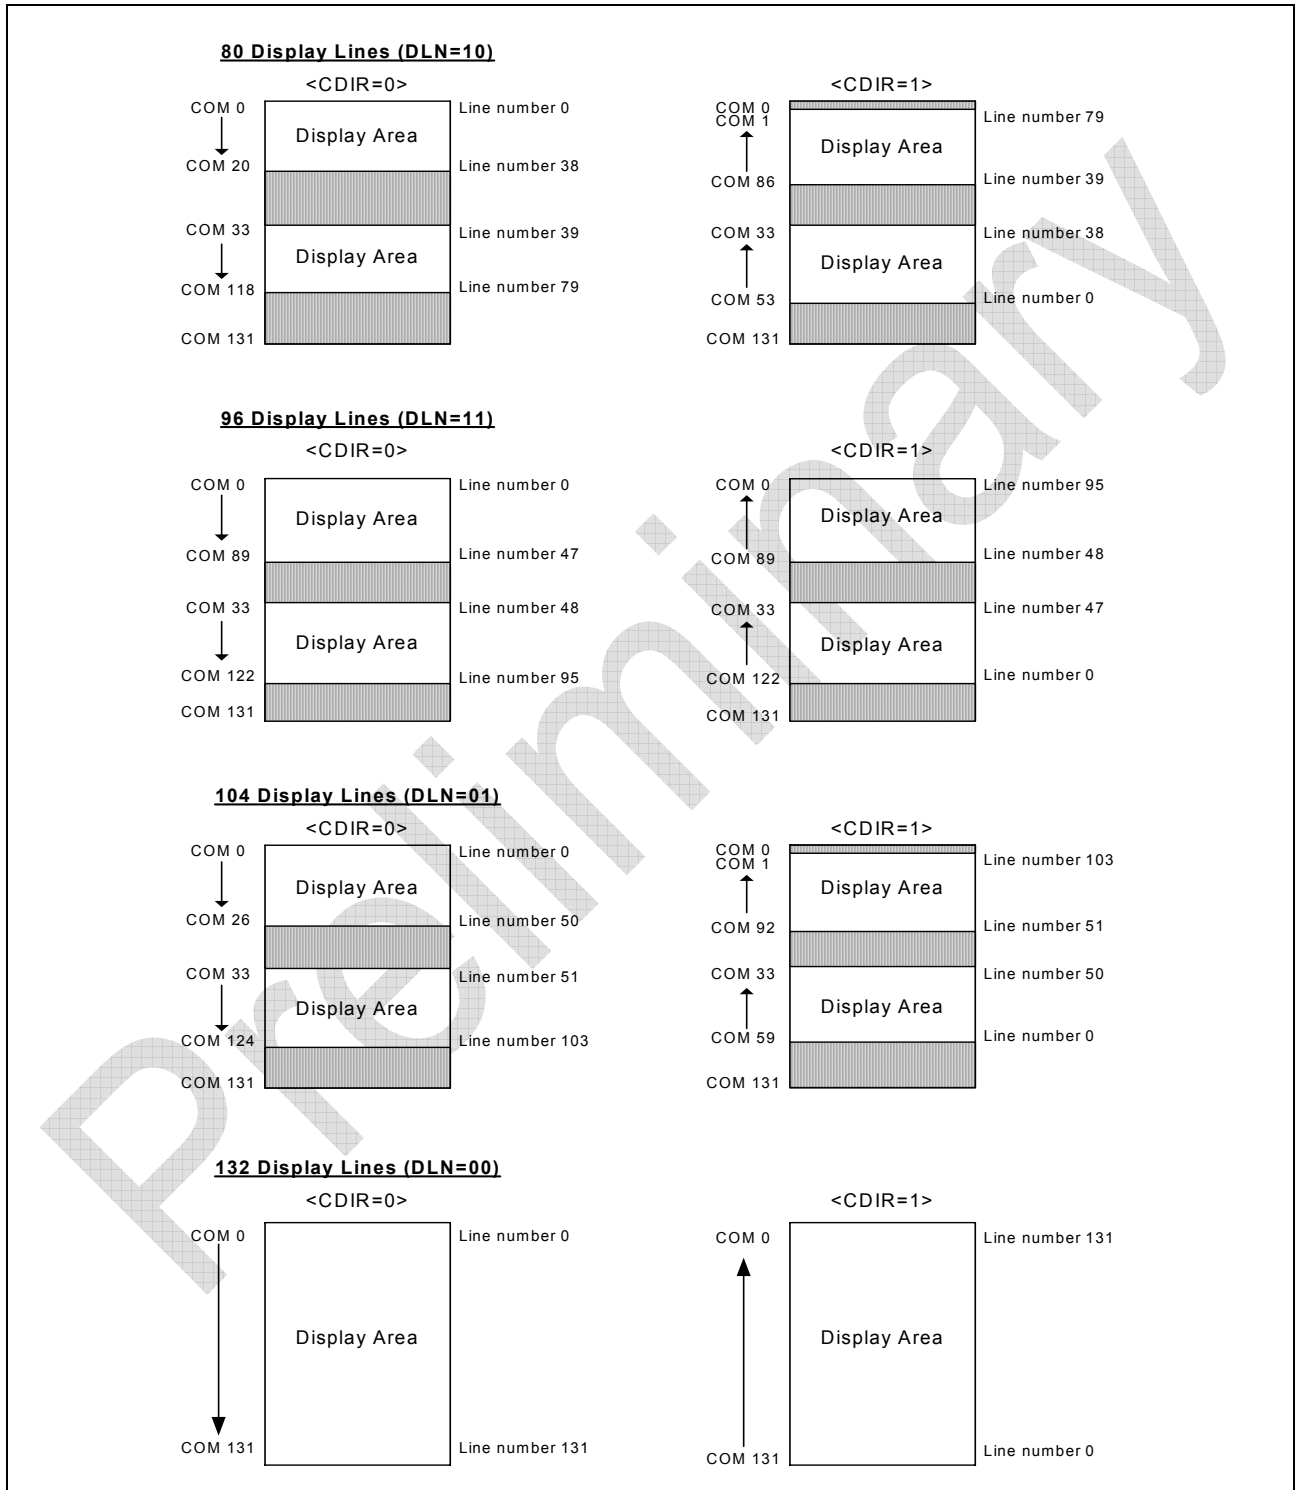 80 Display Lines (DLN=10)
<CDIR=0>
COM 0
Line number 0
Display Area
COM 20
Line number 38
COM 33
Line number 39
Display Area
COM 118
Line number 79
COM 131
<CDIR=1>
COM 0
COM 1
Line number 79
Display Area
COM 86
Line number 39
COM 33
Line number 38
Display Area
COM 53
Line number 0
COM 131
96 Display Lines (DLN=11)
<CDIR=0>
COM 0
Line number 0
Display Area
COM 89
Line number 47
COM 33
Line number 48
Display Area
COM 122
Line number 95
COM 131
<CDIR=1>
COM 0
Line number 95
Display Area
COM 89
Line number 48
COM 33
Line number 47
Display Area
COM 122
Line number 0
COM 131
104 Display Lines (DLN=01)
<CDIR=0>
COM 0
Line number 0
Display Area
COM 26
Line number 50
COM 33
Line number 51
Display Area
COM 124
Line number 103
COM 131
<CDIR=1>
COM 0
COM 1
Line number 103
Display Area
COM 92
Line number 51
COM 33
Line number 50
Display Area
COM 59
Line number 0
COM 131
132 Display Lines (DLN=00)
<CDIR=0>
COM 0
Line number 0
Display Area
COM 131
Line number 131
<CDIR=1>
COM 0
Line number 131
Display Area
COM 131
Line number 0
Preliminary